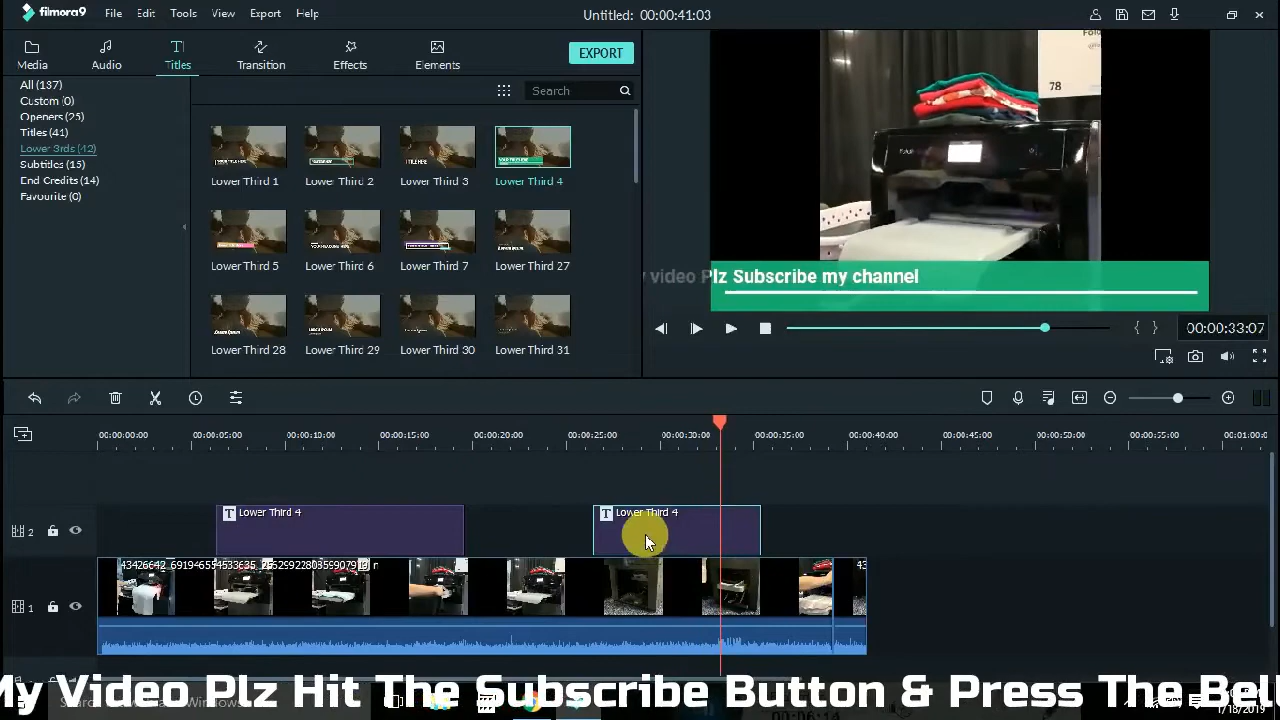 filmora9
File Edit Tools View Export Help
Untitled: 00:00:41:03
Media Audio Titles Transition Effects Elements
EXPORT
All (137)
Custom (0)
Openers (25)
Titles (41)
Lower 3rds (42)
Subtitles (15)
End Credits (14)
Favourite (0)
Search
Lower Third 1 Lower Third 2 Lower Third 3 Lower Third 4
Lower Third 5 Lower Third 6 Lower Third 7 Lower Third 27
Lower Third 28 Lower Third 29 Lower Third 30 Lower Third 31
78
video Plz Subscribe my channel
00:00:33:07
00:00:00:00 00:00:05:00 00:00:10:00 00:00:15:00 00:00:20:00 00:00:25:00 00:00:30:00 00:00:35:00 00:00:40:00 00:00:45:00 00:00:50:00 00:00:55:00 00:01:00:0
2
T Lower Third 4
T Lower Third 4
1
My Video Plz Hit The Subscribe Button & Press The Bell
1/18/2019